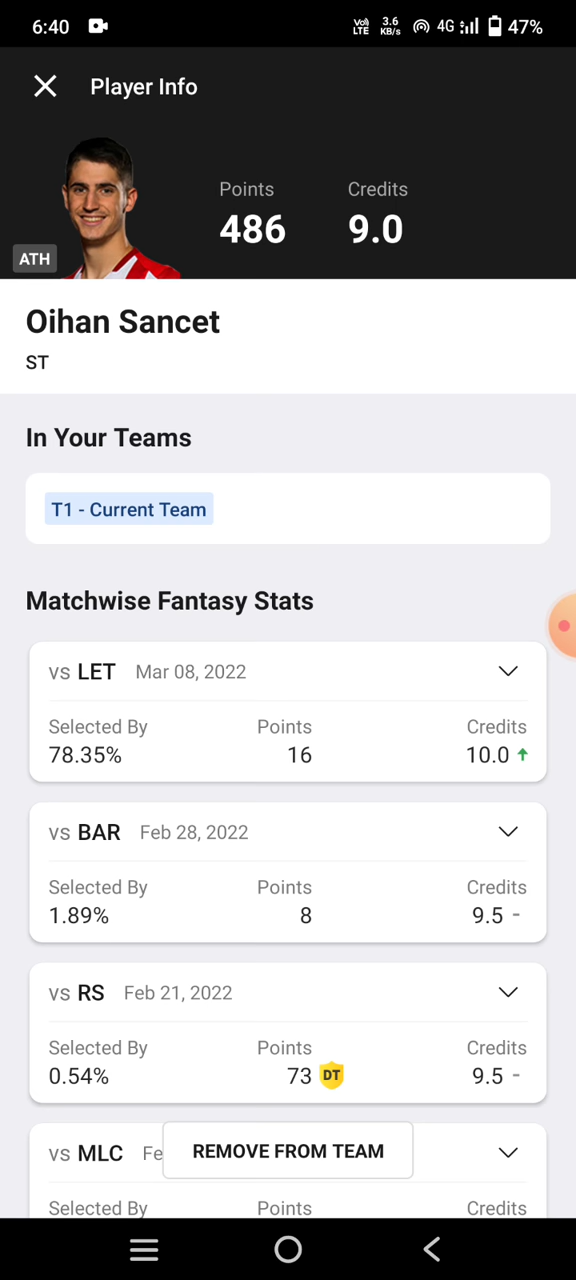 6:40 Vo) LTE 3.6 KB/s 4G 47%
Player Info
Points Credits
486 9.0
ATH
Oihan Sancet
ST
In Your Teams
T1 - Current Team
Matchwise Fantasy Stats
vs LET Mar 08, 2022
Selected By Points Credits
78.35% 16 10.0
vs BAR Feb 28, 2022
Selected By Points Credits
1.89% 8 9.5 -
vs RS Feb 21, 2022
Selected By Points Credits
0.54% 73 DT 9.5 -
vs MLC Fe
REMOVE FROM TEAM
Selected By Points Credits